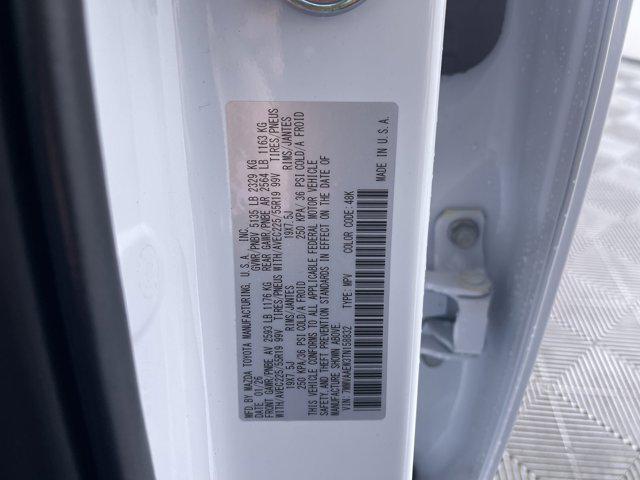 MFD.BY MAZDA TOYOTA MANUFACTURING, U.S.A. INC.
DATE: 01/26 GVWR/PNBV 5135 LB 2329 KG
FRONT GAWR/PNBE AV 2593 LB 1176 KG REAR GAWR/PNBE AR 2564 LB 1163 KG
WITH/AVEC225/55R19 99V TIRES/PNEUS WITH/AVEC225/55R19 99V TIRES/PNEUS
19X7.5J RIMS/JANTES 19X7.5J RIMS/JANTES
250 KPA/36 PSI COLD/A FROID 250 KPA/ 36 PSI COLD/A FROID
THIS VEHICLE CONFORMS TO ALL APPLICABLE FEDERAL MOTOR VEHICLE
SAFETY AND THEFT PREVENTION STANDARDS IN EFFECT ON THE DATE OF
MANUFACTURE SHOWN ABOVE.
VIN: TYPE: MPV COLOR CODE: 48K
MADE IN U.S.A.